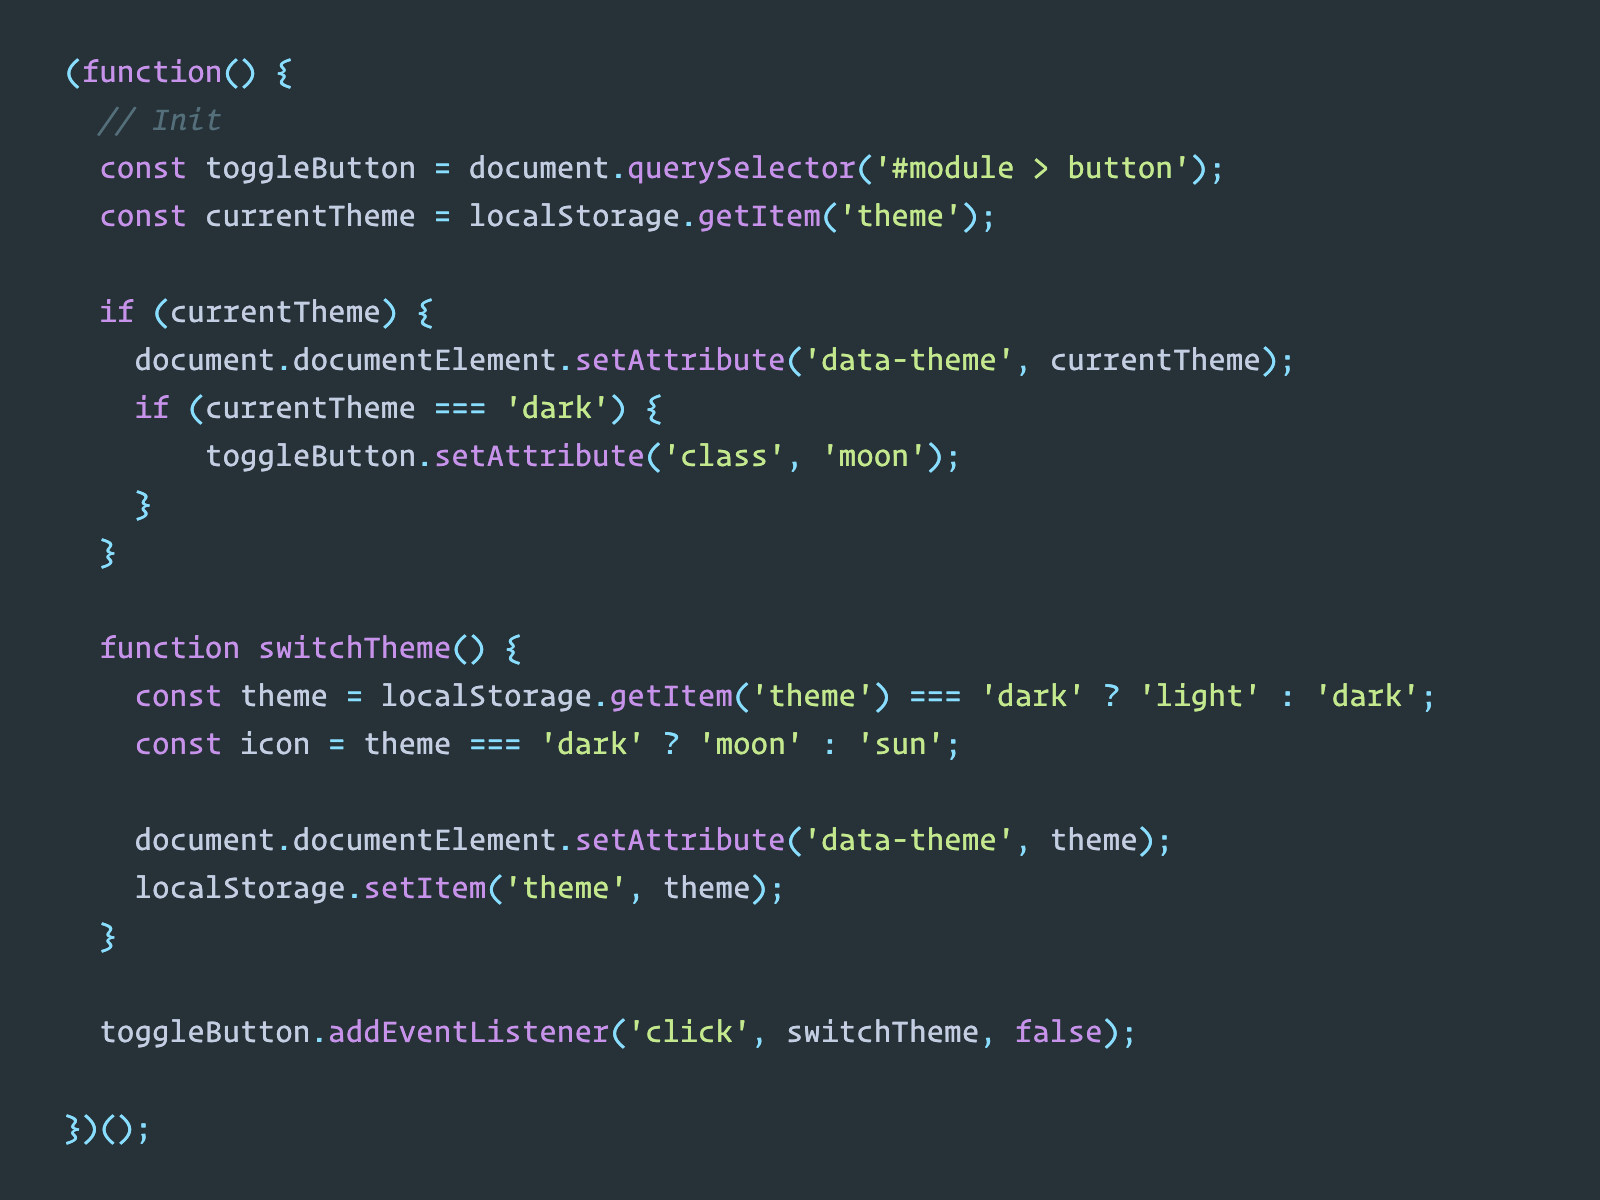 (function() {
  // Init
  const toggleButton = document.querySelector('#module > button');
  const currentTheme = localStorage.getItem('theme');

  if (currentTheme) {
    document.documentElement.setAttribute('data-theme', currentTheme);
    if (currentTheme === 'dark') {
        toggleButton.setAttribute('class', 'moon');
    }
  }

  function switchTheme() {
    const theme = localStorage.getItem('theme') === 'dark' ? 'light' : 'dark';
    const icon = theme === 'dark' ? 'moon' : 'sun';

    document.documentElement.setAttribute('data-theme', theme);
    localStorage.setItem('theme', theme);
  }

  toggleButton.addEventListener('click', switchTheme, false);

})();